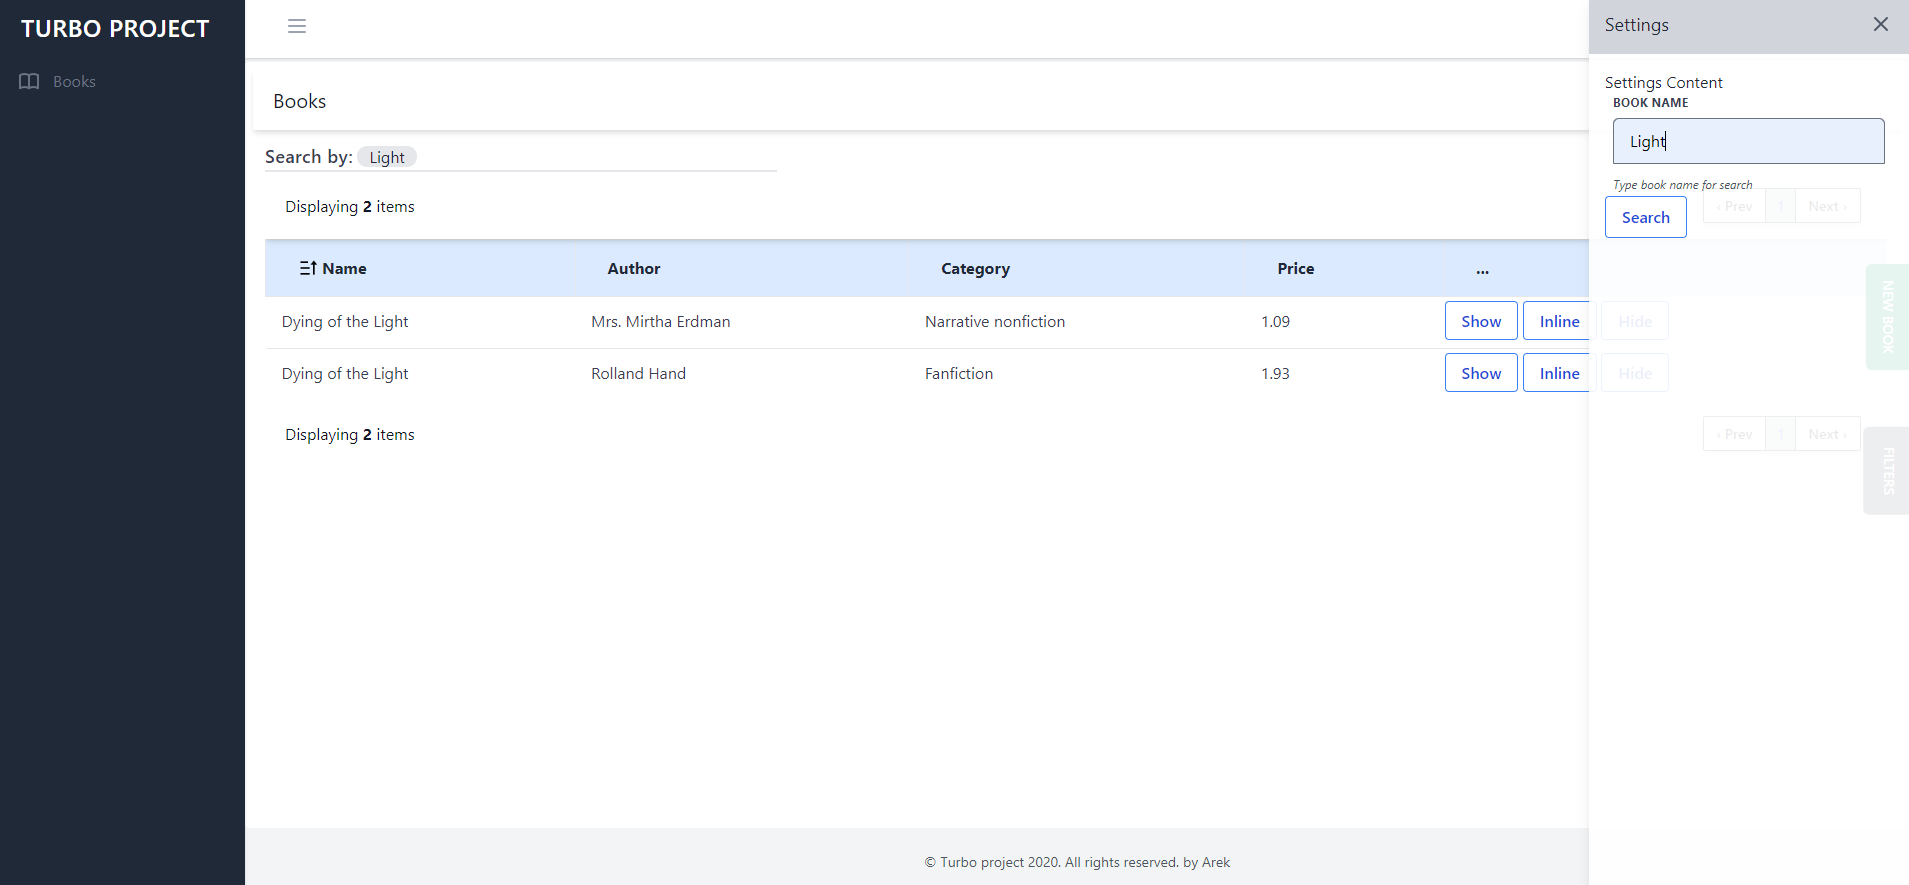 TURBO PROJECT
Books
Books
Search by: Light
Displaying 2 items
Name Author Category Price ...
Dying of the Light Mrs. Mirtha Erdman Narrative nonfiction 1.09 Show Inline Hide
Dying of the Light Rolland Hand Fanfiction 1.93 Show Inline Hide
Displaying 2 items
‹ Prev 1 Next ›
© Turbo project 2020. All rights reserved. by Arek
Settings
Settings Content
BOOK NAME
Light
Type book name for search
Search
‹ Prev 1 Next ›
NEW BOOK
FILTERS